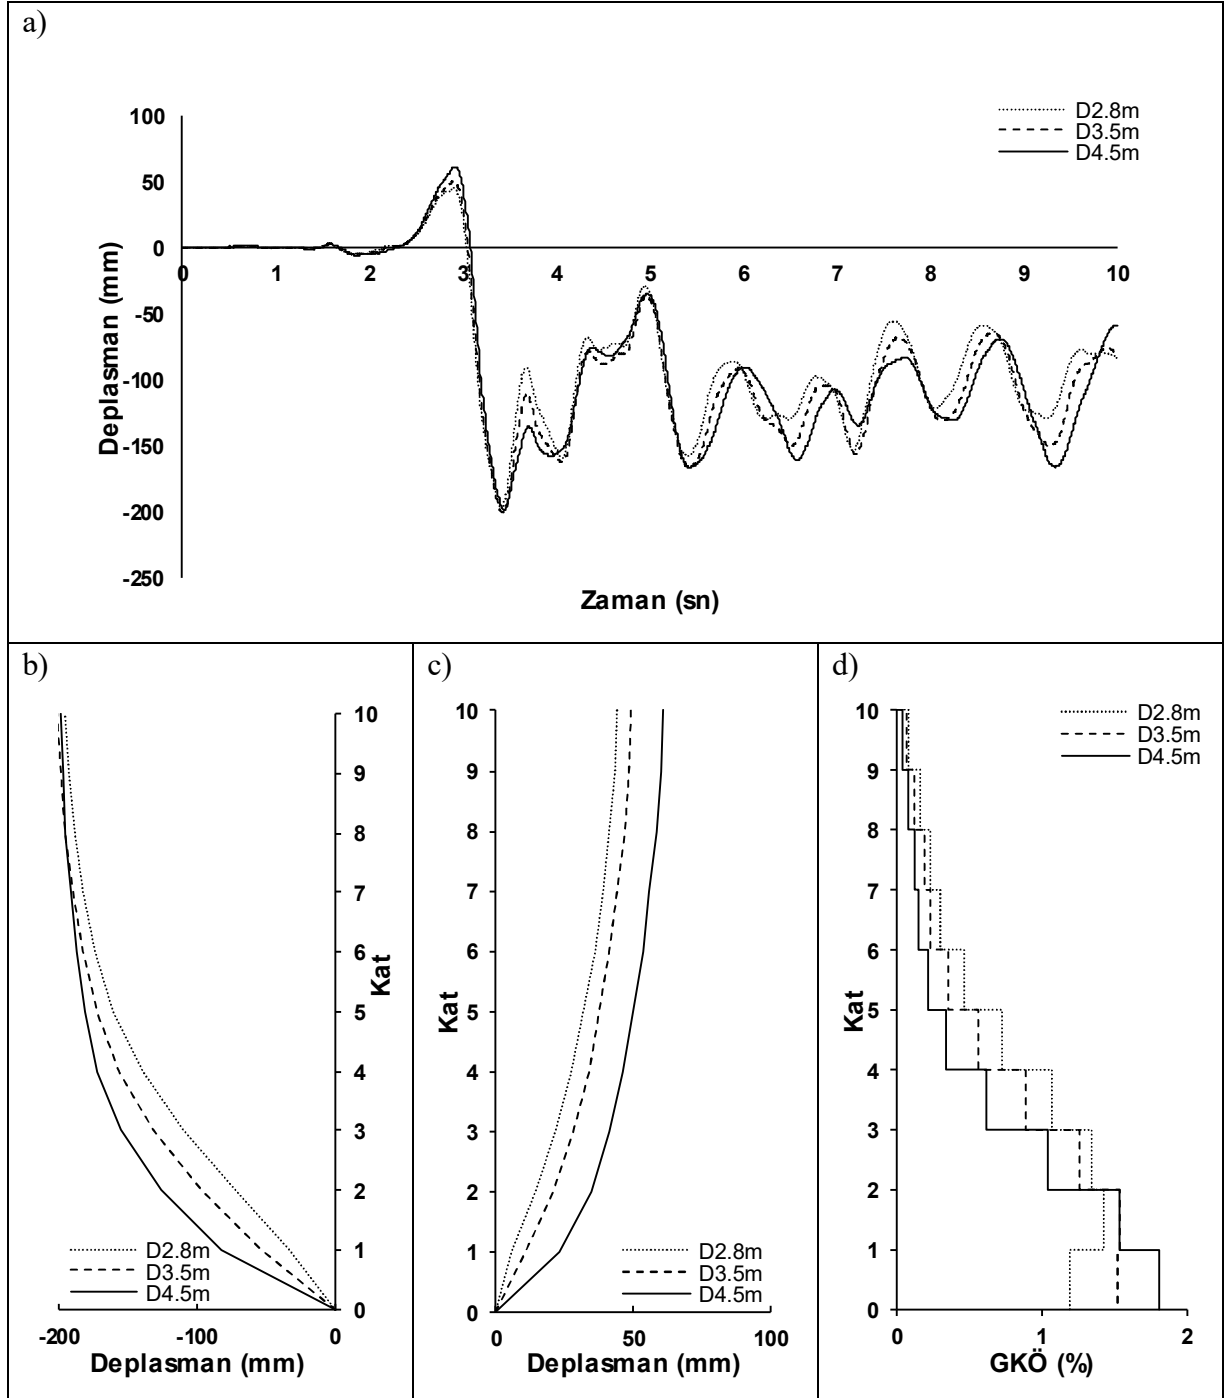 a)
D2.8m
D3.5m
D4.5m
100
50
0
-50
-100
-150
-200
-250
0 1 2 3 4 5 6 7 8 9 10
Deplasman (mm)
Zaman (sn)
b)
10
9
8
7
6
5
4
3
2
1
0
Kat
D2.8m
D3.5m
D4.5m
-200 -100 0
Deplasman (mm)
c)
10
9
8
7
6
5
4
3
2
1
0
Kat
D2.8m
D3.5m
D4.5m
0 50 100
Deplasman (mm)
d)
D2.8m
D3.5m
D4.5m
10
9
8
7
6
5
4
3
2
1
0
Kat
0 1 2
GKÖ (%)